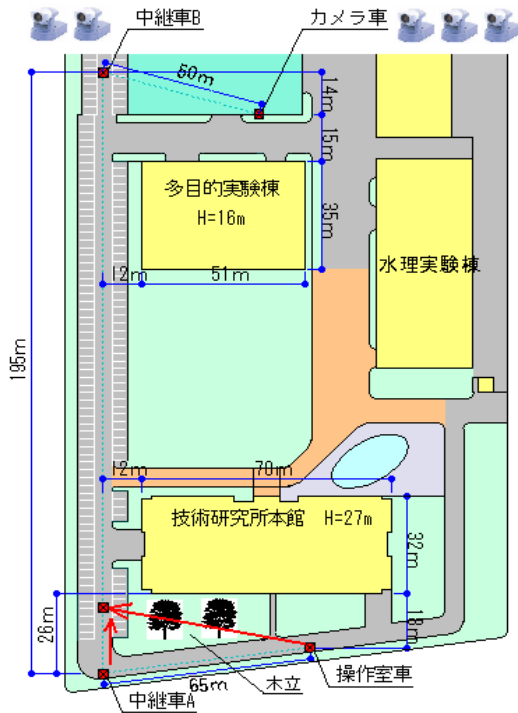 中継車B
カメラ車
50m
14m
15m
多目的実験棟
H=16m
35m
水理実験棟
12m
51m
195m
12m
70m
技術研究所本館 H=27m
32m
26m
18m
中継車A
65m
木立
操作室車